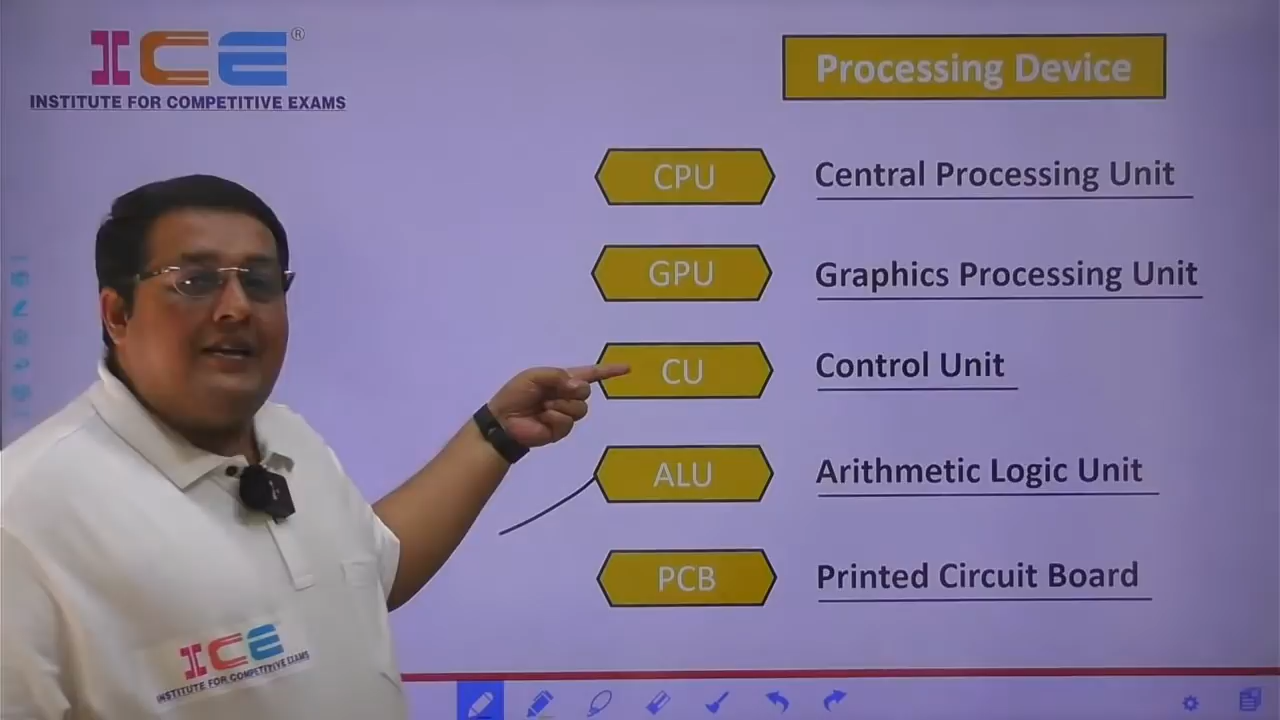 ICE®
INSTITUTE FOR COMPETITIVE EXAMS
Processing Device
CPU Central Processing Unit
GPU Graphics Processing Unit
CU Control Unit
ALU Arithmetic Logic Unit
PCB Printed Circuit Board
ICE
INSTITUTE FOR COMPETITIVE EXAMS